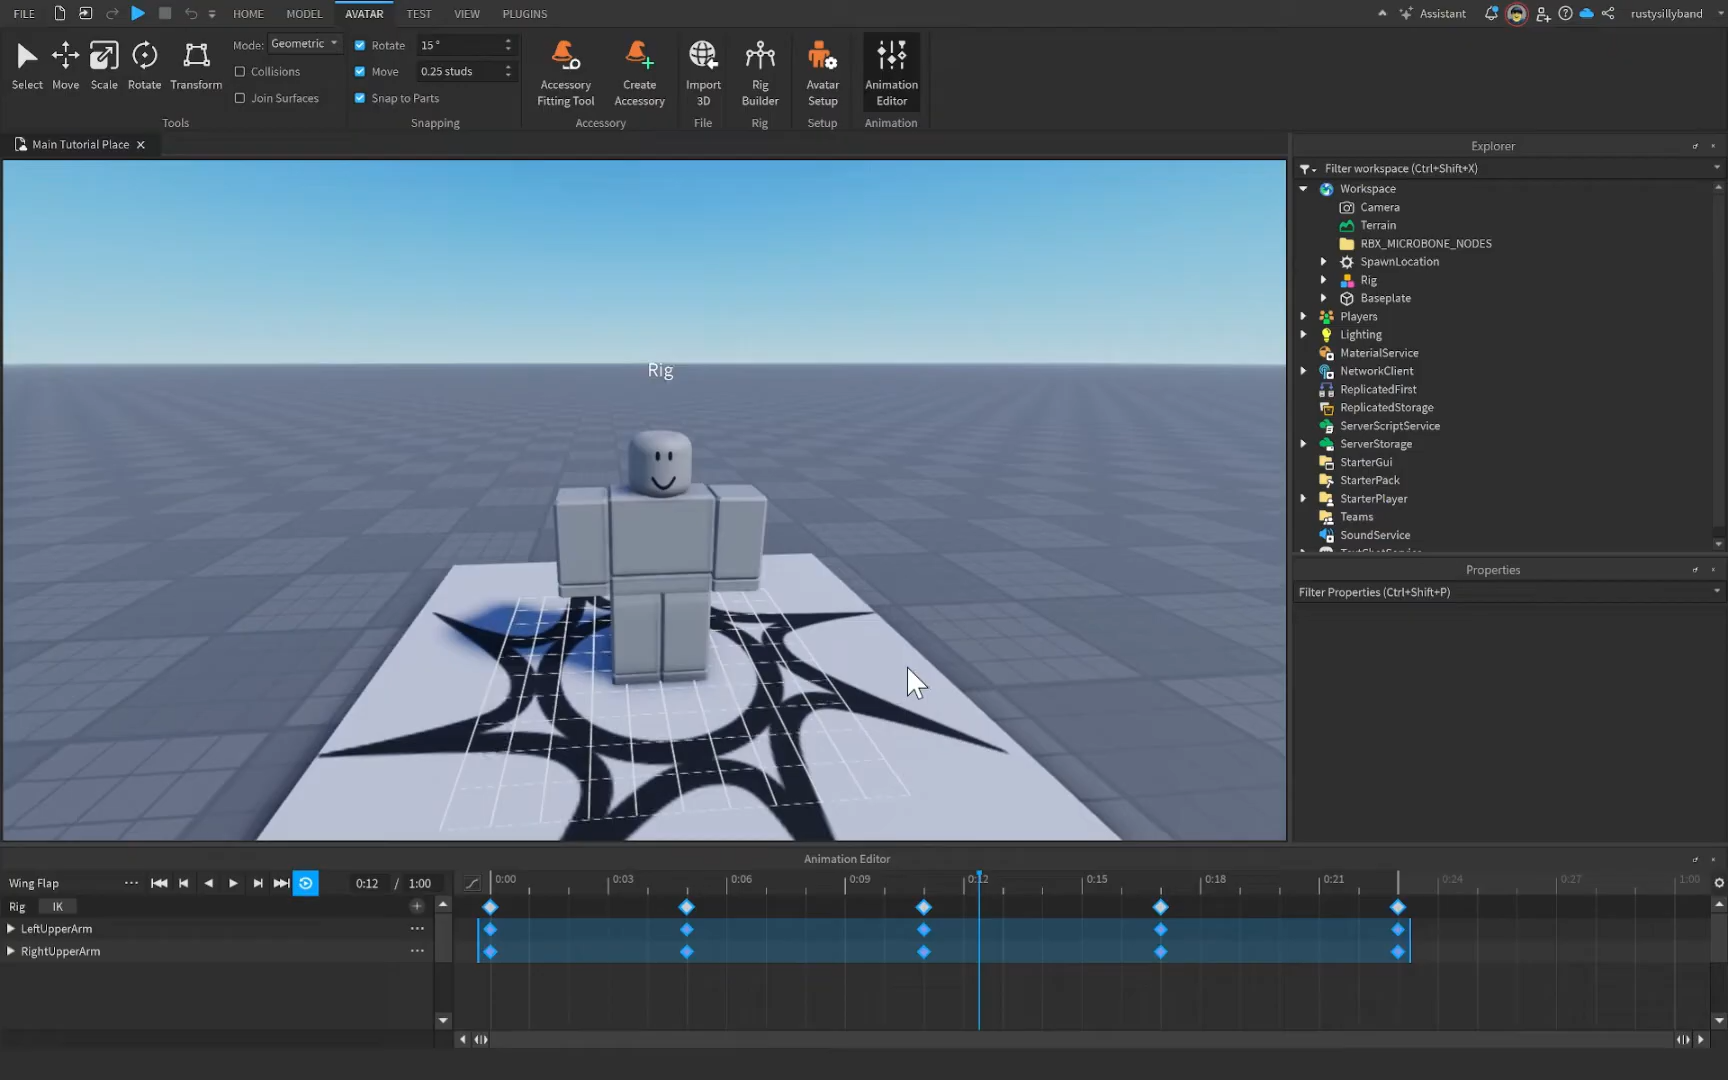 FILE HOME MODEL AVATAR TEST VIEW PLUGINS Assistant rustysillyband
Select Move Scale Rotate Transform
Mode: Geometric
Collisions
Join Surfaces
Tools
Rotate 15°
Move 0.25 studs
Snap to Parts
Snapping
Accessory Fitting Tool
Create Accessory
Accessory
Import 3D
File
Rig Builder
Rig
Avatar Setup
Setup
Animation Editor
Animation
Main Tutorial Place
Rig
Explorer
Filter workspace (Ctrl+Shift+X)
Workspace
Camera
Terrain
RBX_MICROBONE_NODES
SpawnLocation
Rig
Baseplate
Players
Lighting
MaterialService
NetworkClient
ReplicatedFirst
ReplicatedStorage
ServerScriptService
ServerStorage
StarterGui
StarterPack
StarterPlayer
Teams
SoundService
Properties
Filter Properties (Ctrl+Shift+P)
Animation Editor
Wing Flap 0:12 / 1:00
0:00 0:03 0:06 0:09 0:12 0:15 0:18 0:21 0:24 0:27 1:00
Rig IK
LeftUpperArm
RightUpperArm